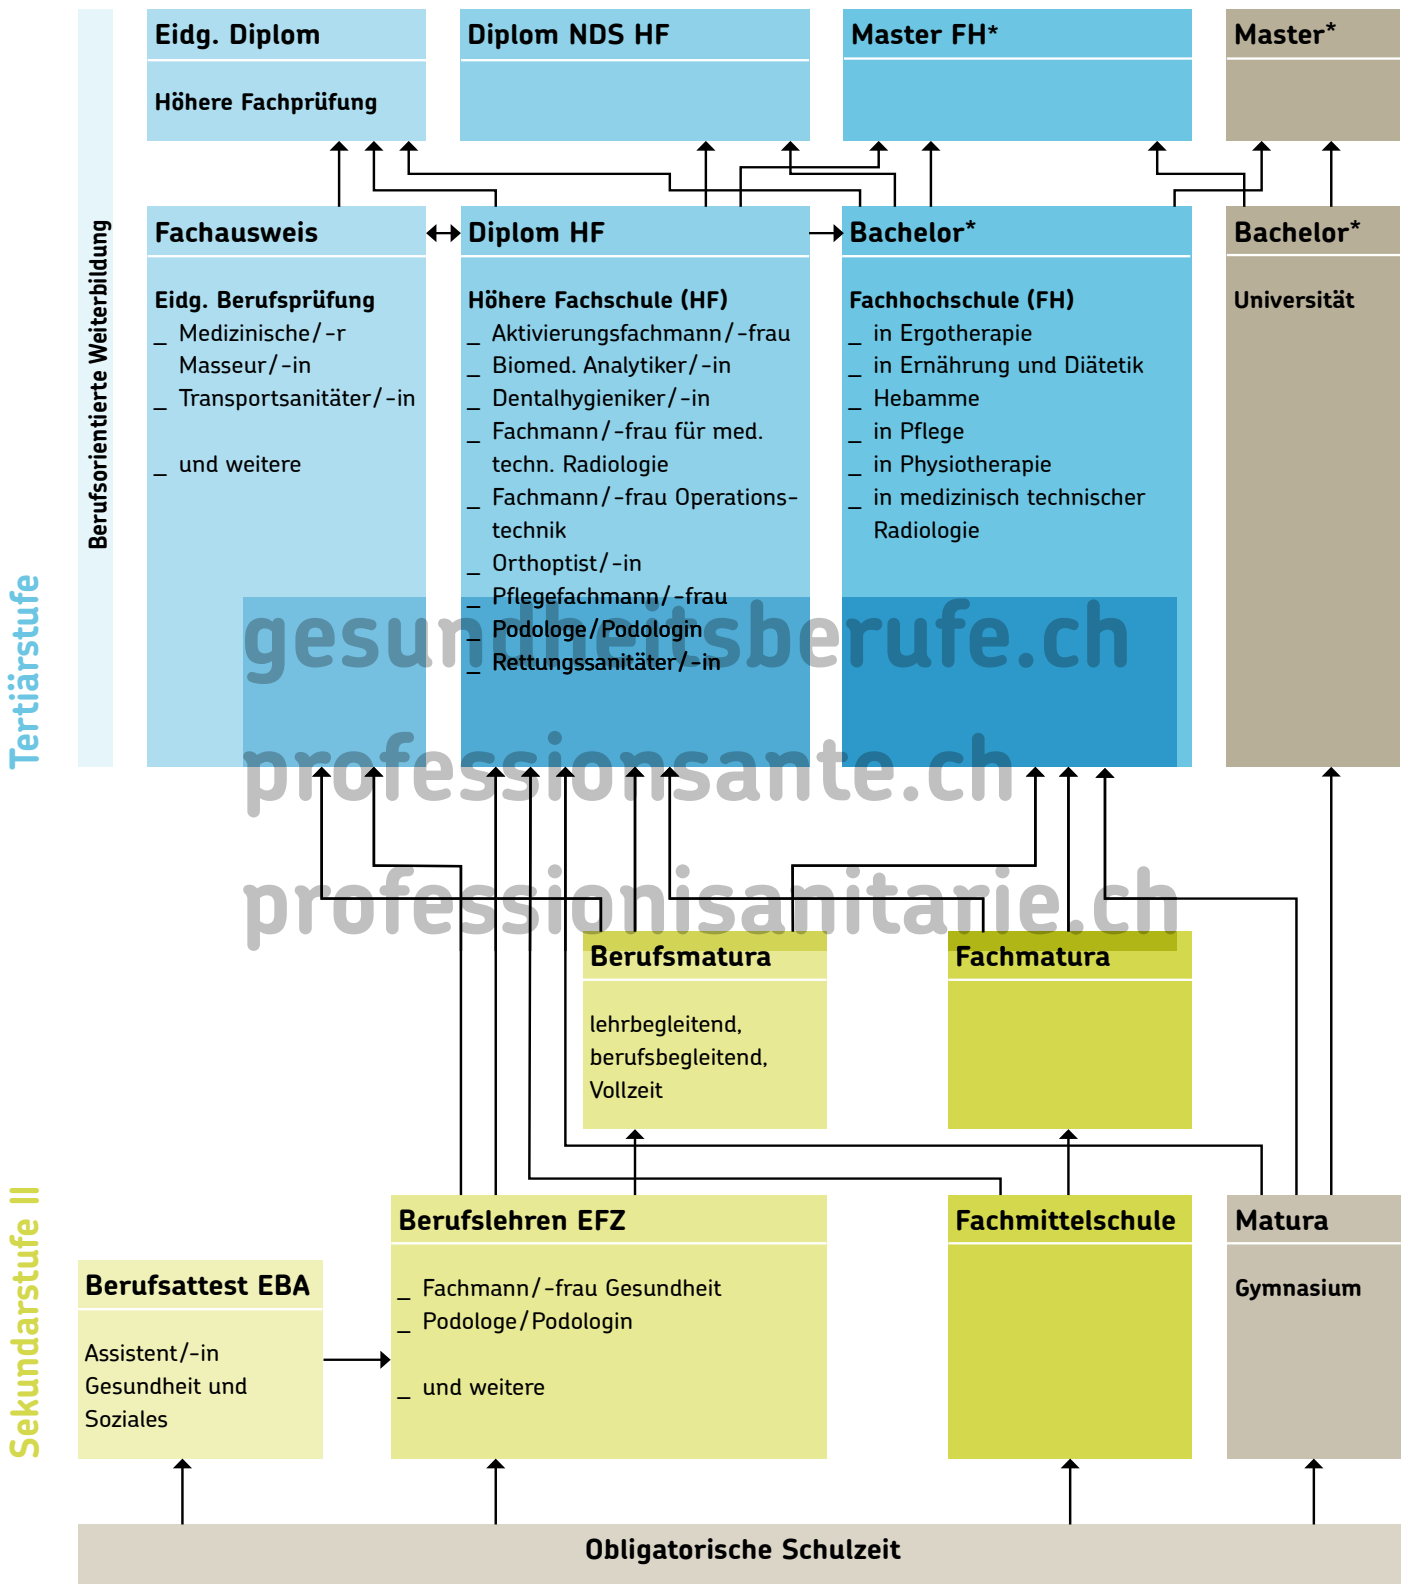 Eidg. Diplom
Höhere Fachprüfung
Diplom NDS HF
Master FH*
Master*
Berufsorientierte Weiterbildung
Tertiärstufe
Fachausweis
Eidg. Berufsprüfung
_ Medizinische/-r
Masseur/-in
_ Transportsanitäter/-in
_ und weitere
Diplom HF
Höhere Fachschule (HF)
_ Aktivierungsfachmann/-frau
_ Biomed. Analytiker/-in
_ Dentalhygieniker/-in
_ Fachmann/-frau für med.
techn. Radiologie
_ Fachmann/-frau Operations-
technik
_ Orthoptist/-in
_ Pflegefachmann/-frau
_ Podologe/Podologin
_ Rettungssanitäter/-in
Bachelor*
Fachhochschule (FH)
_ in Ergotherapie
_ in Ernährung und Diätetik
_ Hebamme
_ in Pflege
_ in Physiotherapie
_ in medizinisch technischer
Radiologie
Bachelor*
Universität
gesundheitsberufe.ch
professionsante.ch
professionisanitarie.ch
Berufsmatura
lehrbegleitend,
berufsbegleitend,
Vollzeit
Fachmatura
Sekundarstufe II
Berufsattest EBA
Assistent/-in
Gesundheit und
Soziales
Berufslehren EFZ
_ Fachmann/-frau Gesundheit
_ Podologe/Podologin
_ und weitere
Fachmittelschule
Matura
Gymnasium
Obligatorische Schulzeit